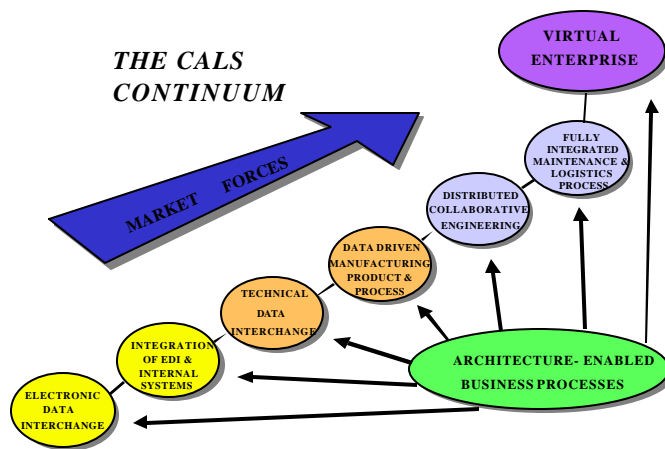 THE CALS
CONTINUUM
VIRTUAL
ENTERPRISE
MARKET FORCES
FULLY
INTEGRATED
MAINTENANCE &
LOGISTICS
PROCESS
DISTRIBUTED
COLLABORATIVE
ENGINEERING
DATA DRIVEN
MANUFACTURING
PRODUCT &
PROCESS
TECHNICAL
DATA
INTERCHANGE
INTEGRATION
OF EDI &
INTERNAL
SYSTEMS
ELECTRONIC
DATA
INTERCHANGE
ARCHITECTURE- ENABLED
BUSINESS PROCESSES